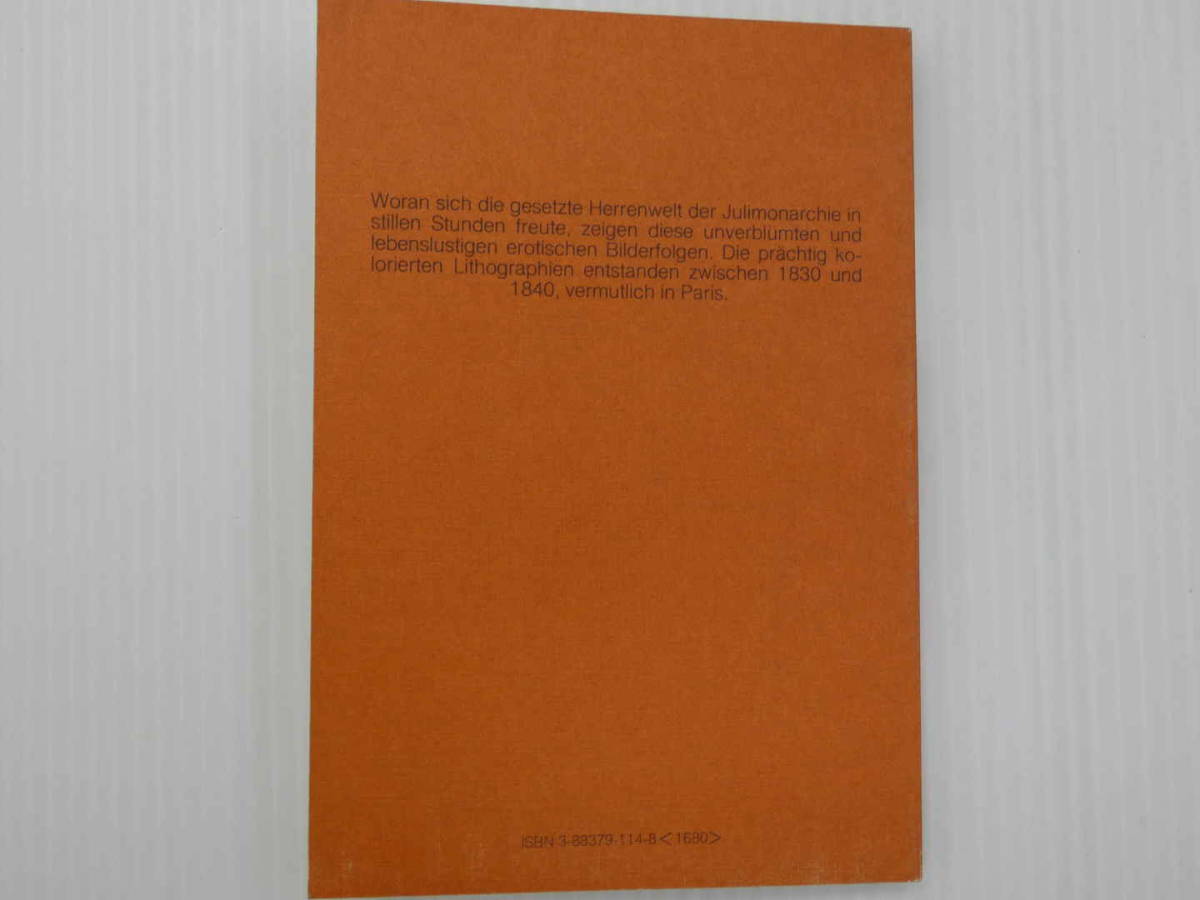 Woran sich die gesetzte Herrenwelt der Julimonarchie in
stillen Stunden freute, zeigen diese unverblümten und
lebenslustigen erotischen Bilderfolgen. Die prächtig ko-
lorierten Lithographien entstanden zwischen 1830 und
1840, vermutlich in Paris.
ISBN 3-88379-114-8<1680>